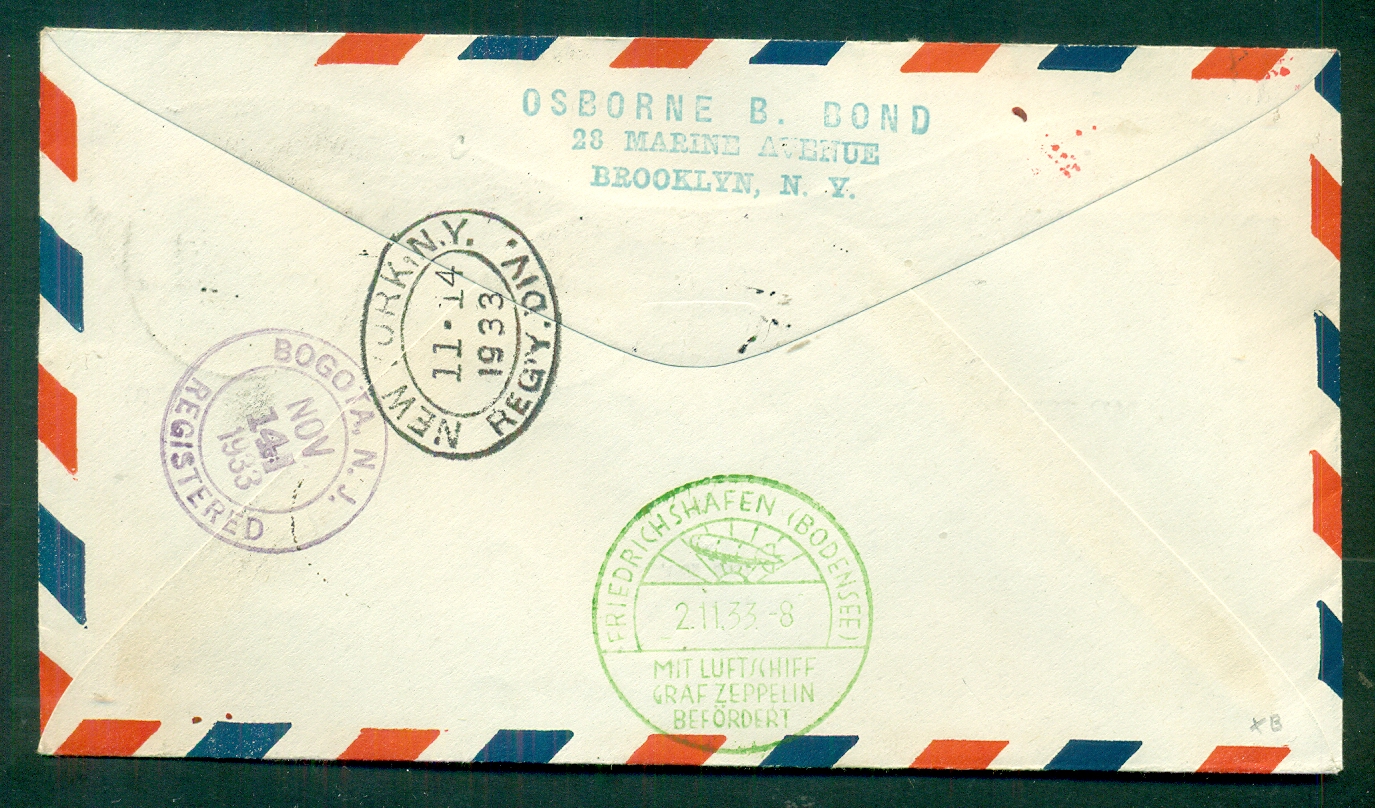 OSBORNE B. BOND
28 MARINE AVENUE
BROOKLYN, N. Y.
NEW YORK, N.Y. REG'Y. DIV.
11·14
1933
BOGOTA, N. J.
NOV
14
1933
REGISTERED
FRIEDRICHSHAFEN (BODENSEE)
2.11.33.-8
MIT LUFTSCHIFF
GRAF ZEPPELIN
BEFÖRDERT